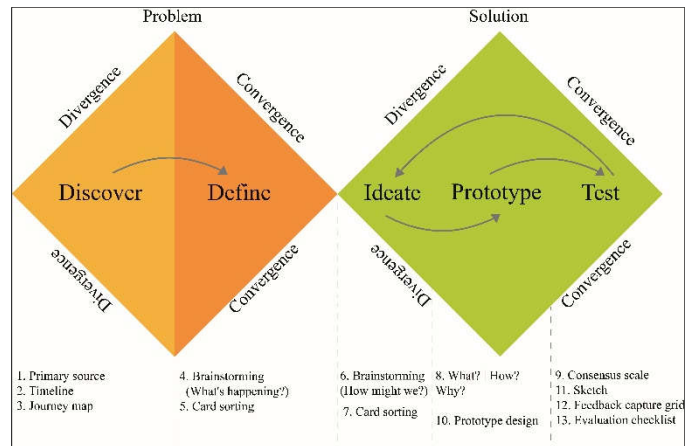 Problem
Solution
Divergence
Convergence
Divergence
Convergence
Discover
Define
Ideate
Prototype
Test
Divergence
Convergence
Divergence
Convergence
1. Primary source
2. Timeline
3. Journey map
4. Brainstorming
(What's happening?)
5. Card sorting
6. Brainstorming
(How might we?)
7. Card sorting
8. What? How?
Why?
10. Prototype design
9. Consensus scale
11. Sketch
12. Feedback capture grid
13. Evaluation checklist